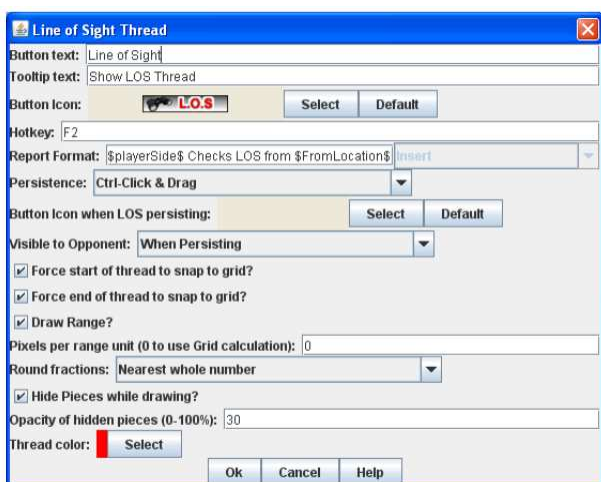 Line of Sight Thread
Button text: Line of Sight
Tooltip text: Show LOS Thread
Button Icon: L.O.S Select Default
Hotkey: F2
Report Format: $playerSide$ Checks LOS from $FromLocation$ Insert
Persistence: Ctrl-Click & Drag
Button Icon when LOS persisting: Select Default
Visible to Opponent: When Persisting
Force start of thread to snap to grid?
Force end of thread to snap to grid?
Draw Range?
Pixels per range unit (0 to use Grid calculation): 0
Round fractions: Nearest whole number
Hide Pieces while drawing?
Opacity of hidden pieces (0-100%): 30
Thread color: Select
Ok Cancel Help